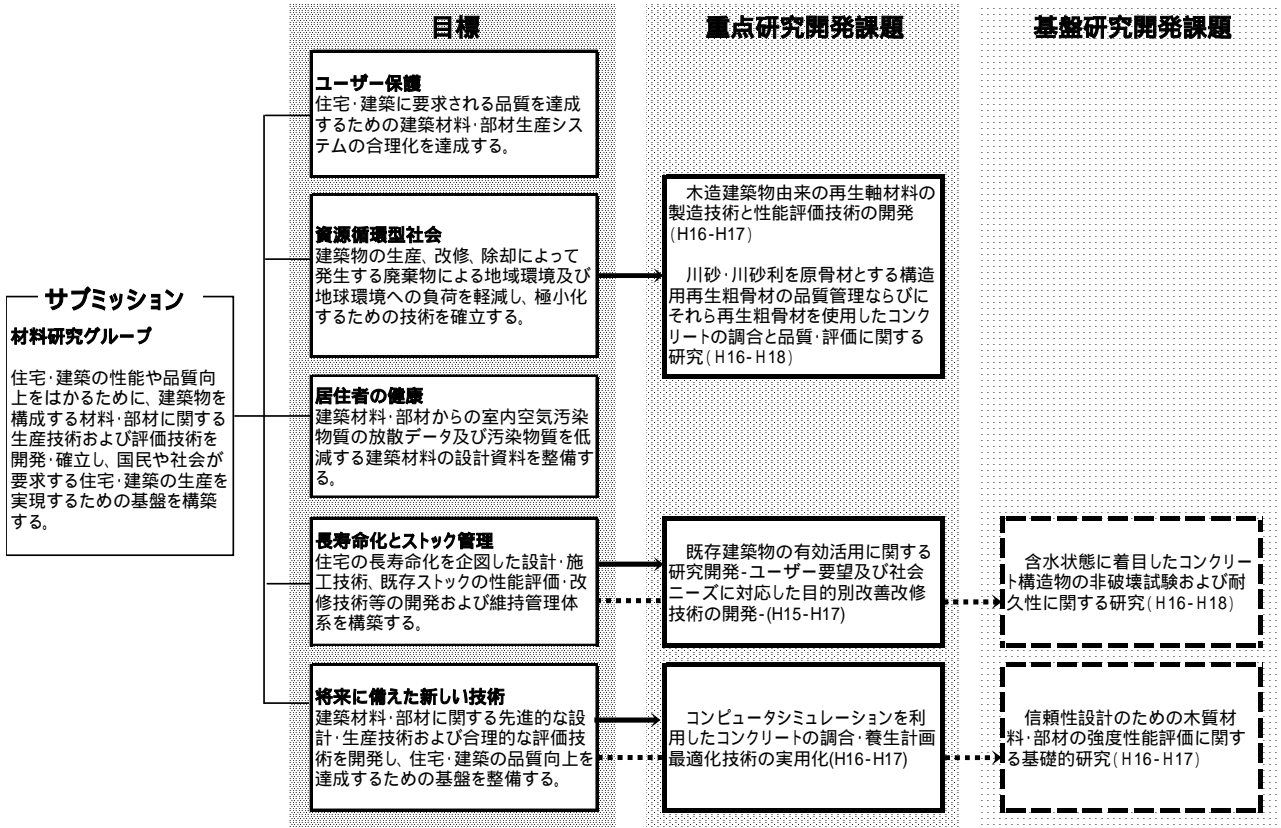 目標
重点研究開発課題
基盤研究開発課題
サブミッション
材料研究グループ
住宅・建築の性能や品質向
上をはかるために、建築物を
構成する材料・部材に関する
生産技術および評価技術を
開発・確立し、国民や社会が
要求する住宅・建築の生産を
実現するための基盤を構築
する。
ユーザー保護
住宅・建築に要求される品質を達成
するための建築材料・部材生産シス
テムの合理化を達成する。
資源循環型社会
建築物の生産、改修、除却によって
発生する廃棄物による地域環境及び
地球環境への負荷を軽減し、極小化
するための技術を確立する。
木造建築物由来の再生軸材料の
製造技術と性能評価技術の開発
(H16-H17)
川砂・川砂利を原骨材とする構造
用再生粗骨材の品質管理ならびに
それら再生粗骨材を使用したコンク
リートの調合と品質・評価に関する
研究(H16-H18)
居住者の健康
建築材料・部材からの室内空気汚染
物質の放散データ及び汚染物質を低
減する建築材料の設計資料を整備す
る。
長寿命化とストック管理
住宅の長寿命化を企図した設計・施
工技術、既存ストックの性能評価・改
修技術等の開発および維持管理体
系を構築する。
既存建築物の有効活用に関する
研究開発-ユーザー要望及び社会
ニーズに対応した目的別改善改修
技術の開発-(H15-H17)
含水状態に着目したコンクリー
ト構造物の非破壊試験および耐
久性に関する研究(H16-H18)
将来に備えた新しい技術
建築材料・部材に関する先進的な設
計・生産技術および合理的な評価技
術を開発し、住宅・建築の品質向上を
達成するための基盤を整備する。
コンピュータシミュレーションを利
用したコンクリートの調合・養生計画
最適化技術の実用化(H16-H17)
信頼性設計のための木質材
料・部材の強度性能評価に関す
る基礎的研究(H16-H17)